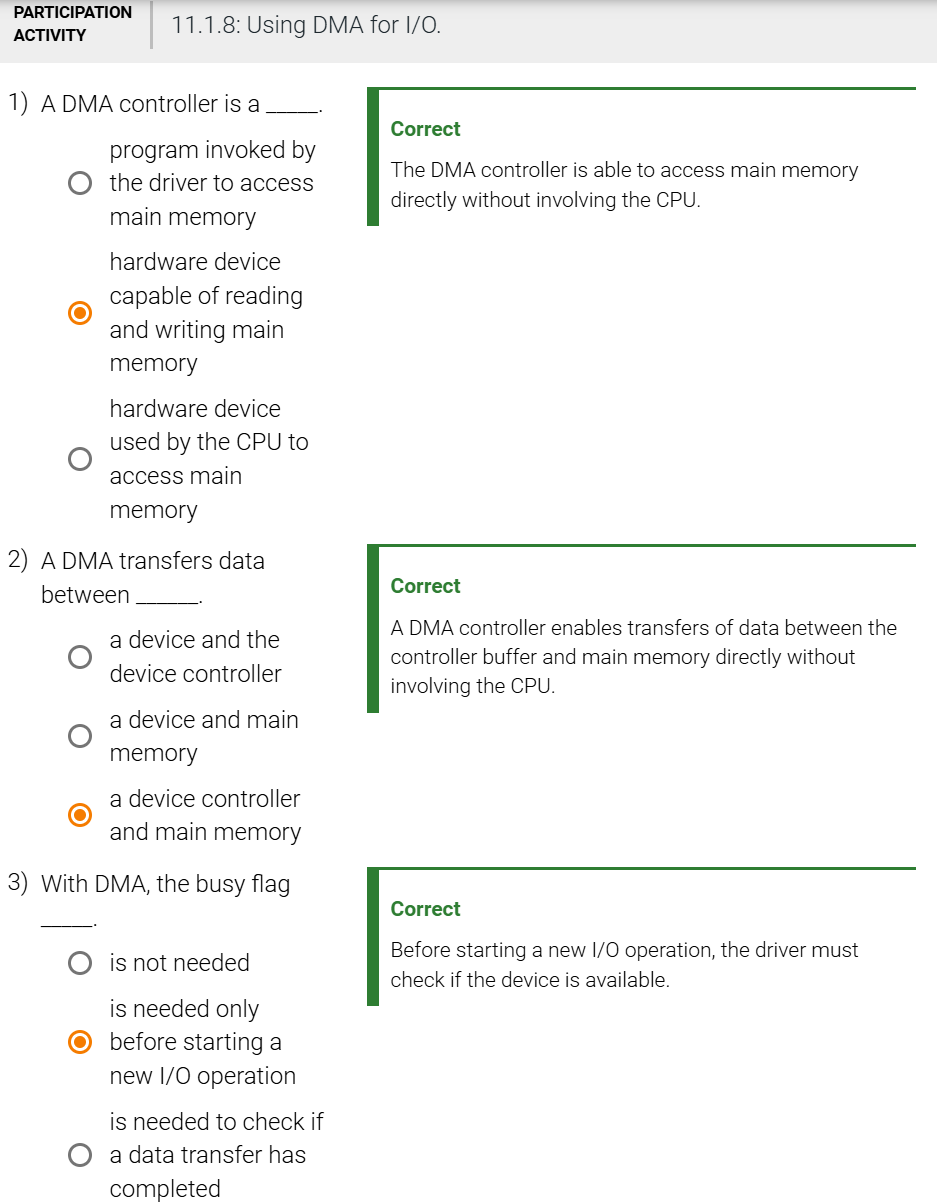 PARTICIPATION
ACTIVITY
11.1.8: Using DMA for I/O.
1) A DMA controller is a _____.
program invoked by
the driver to access
main memory
hardware device
capable of reading
and writing main
memory
hardware device
used by the CPU to
access main
memory
Correct
The DMA controller is able to access main memory
directly without involving the CPU.
2) A DMA transfers data
between ______.
a device and the
device controller
a device and main
memory
a device controller
and main memory
Correct
A DMA controller enables transfers of data between the
controller buffer and main memory directly without
involving the CPU.
3) With DMA, the busy flag
_____.
is not needed
is needed only
before starting a
new I/O operation
is needed to check if
a data transfer has
completed
Correct
Before starting a new I/O operation, the driver must
check if the device is available.